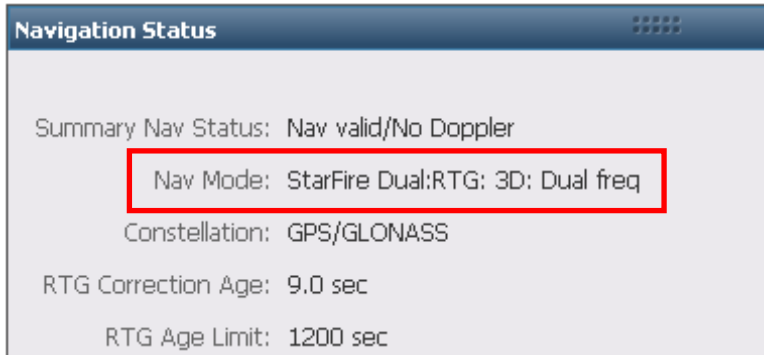 Navigation Status
Summary Nav Status: Nav valid/No Doppler
Nav Mode: StarFire Dual:RTG: 3D: Dual freq
Constellation: GPS/GLONASS
RTG Correction Age: 9.0 sec
RTG Age Limit: 1200 sec